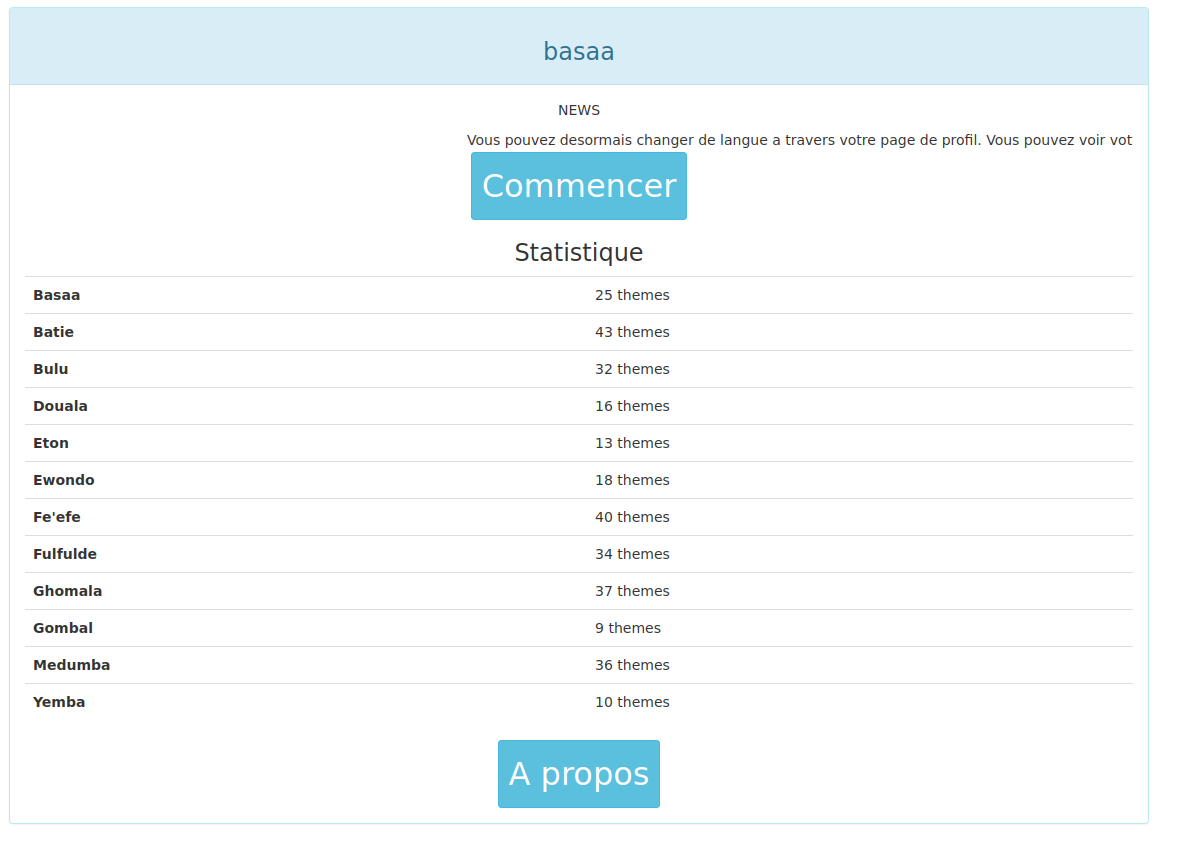 basaa
NEWS
Vous pouvez desormais changer de langue a travers votre page de profil. Vous pouvez voir vot
Commencer
Statistique
Basaa 25 themes
Batie 43 themes
Bulu 32 themes
Douala 16 themes
Eton 13 themes
Ewondo 18 themes
Fe'efe 40 themes
Fulfulde 34 themes
Ghomala 37 themes
Gombal 9 themes
Medumba 36 themes
Yemba 10 themes
A propos